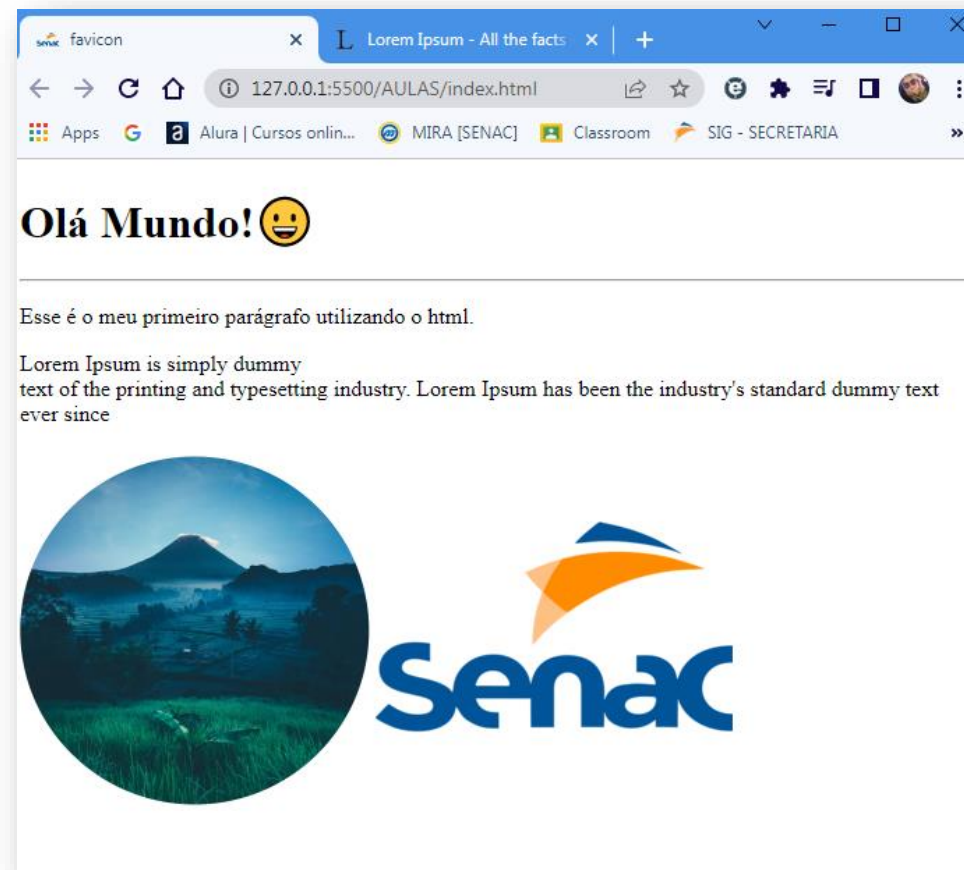 senac favicon
L Lorem Ipsum - All the facts
127.0.0.1:5500/AULAS/index.html
Apps
G
a Alura | Cursos onlin...
MIRA [SENAC]
Classroom
SIG - SECRETARIA
»
Olá Mundo!😀
Esse é o meu primeiro parágrafo utilizando o html.
Lorem Ipsum is simply dummy
text of the printing and typesetting industry. Lorem Ipsum has been the industry's standard dummy text
ever since
senac